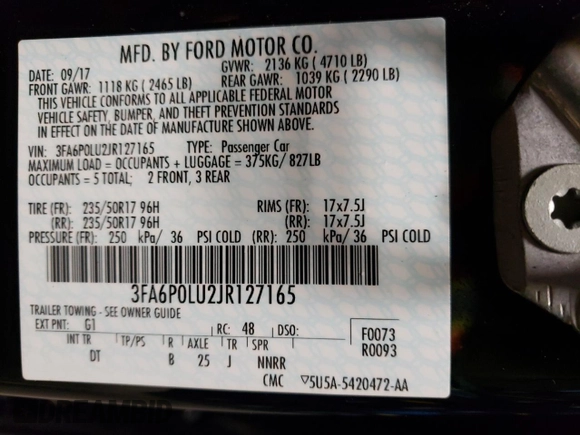 MFD. BY FORD MOTOR CO.
DATE: 09/17 GVWR: 2136 KG ( 4710 LB)
FRONT GAWR: 1118 KG ( 2465 LB) REAR GAWR: 1039 KG ( 2290 LB)
THIS VEHICLE CONFORMS TO ALL APPLICABLE FEDERAL MOTOR
VEHICLE SAFETY, BUMPER, AND THEFT PREVENTION STANDARDS
IN EFFECT ON THE DATE OF MANUFACTURE SHOWN ABOVE.
VIN: 3FA6P0LU2JR127165 TYPE: Passenger Car
MAXIMUM LOAD = OCCUPANTS + LUGGAGE = 375KG/ 827LB
OCCUPANTS = 5 TOTAL; 2 FRONT, 3 REAR
TIRE (FR): 235/50R17 96H RIMS (FR): 17x7.5J
(RR): 235/50R17 96H (RR): 17x7.5J
PRESSURE (FR): 250 kPa/ 36 PSI COLD (RR): 250 kPa/ 36 PSI COLD
3FA6P0LU2JR127165
TRAILER TOWING - SEE OWNER GUIDE
EXT PNT: G1 RC: 48 DSO: F0073
INT TR TP/PS R AXLE TR SPR R0093
DT B 25 J NNRR
CMC ▽5U5A-5420472-AA